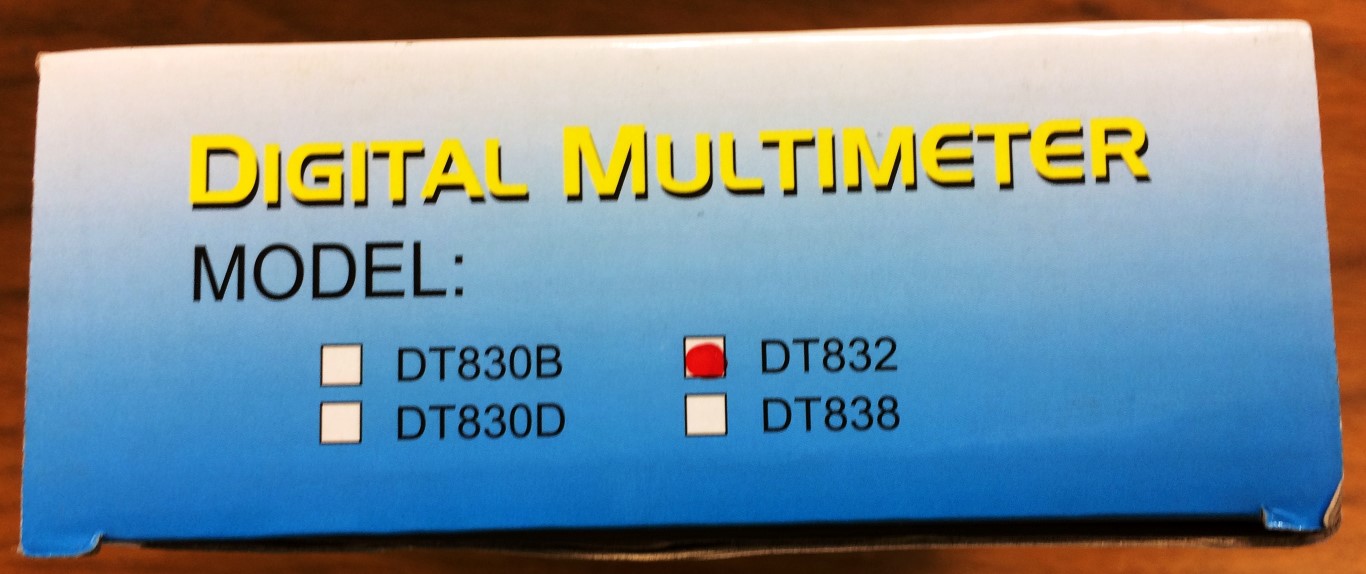 DIGITAL MULTIMETER
MODEL:
DT830B DT832
DT830D DT838